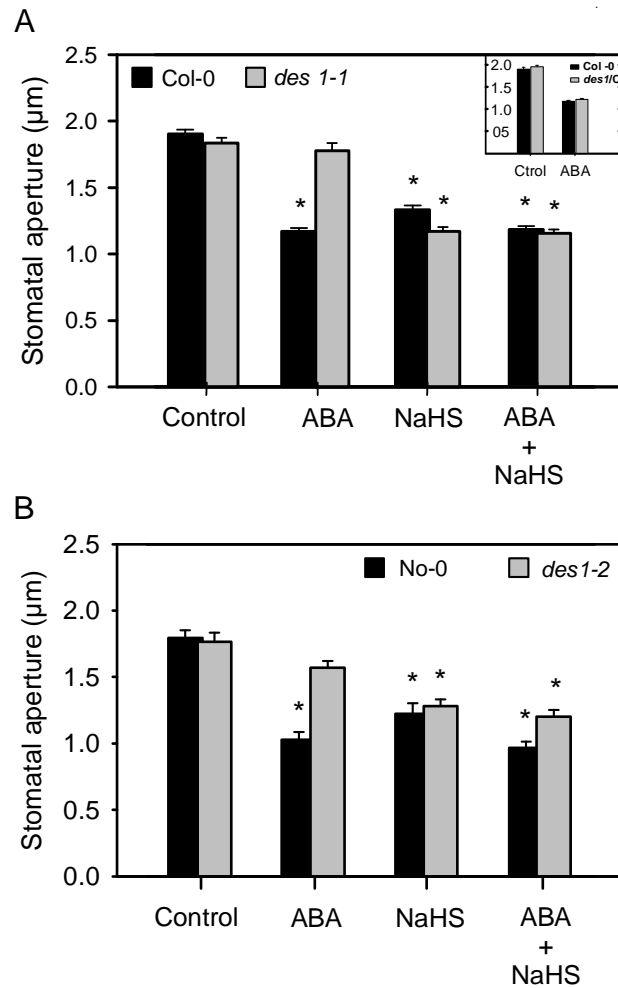 A
Stomatal aperture (µm)
Col-0 des 1-1
2.5
2.0
1.5
1.0
0.5
0.0
* * * * *
Control ABA NaHS ABA
+
NaHS
Col -0
des1/C
2.0
1.5
1.0
05
Ctrol ABA
B
Stomatal aperture (µm)
No-0 des1-2
2.5
2.0
1.5
1.0
0.5
0.0
* * * * *
Control ABA NaHS ABA
+
NaHS